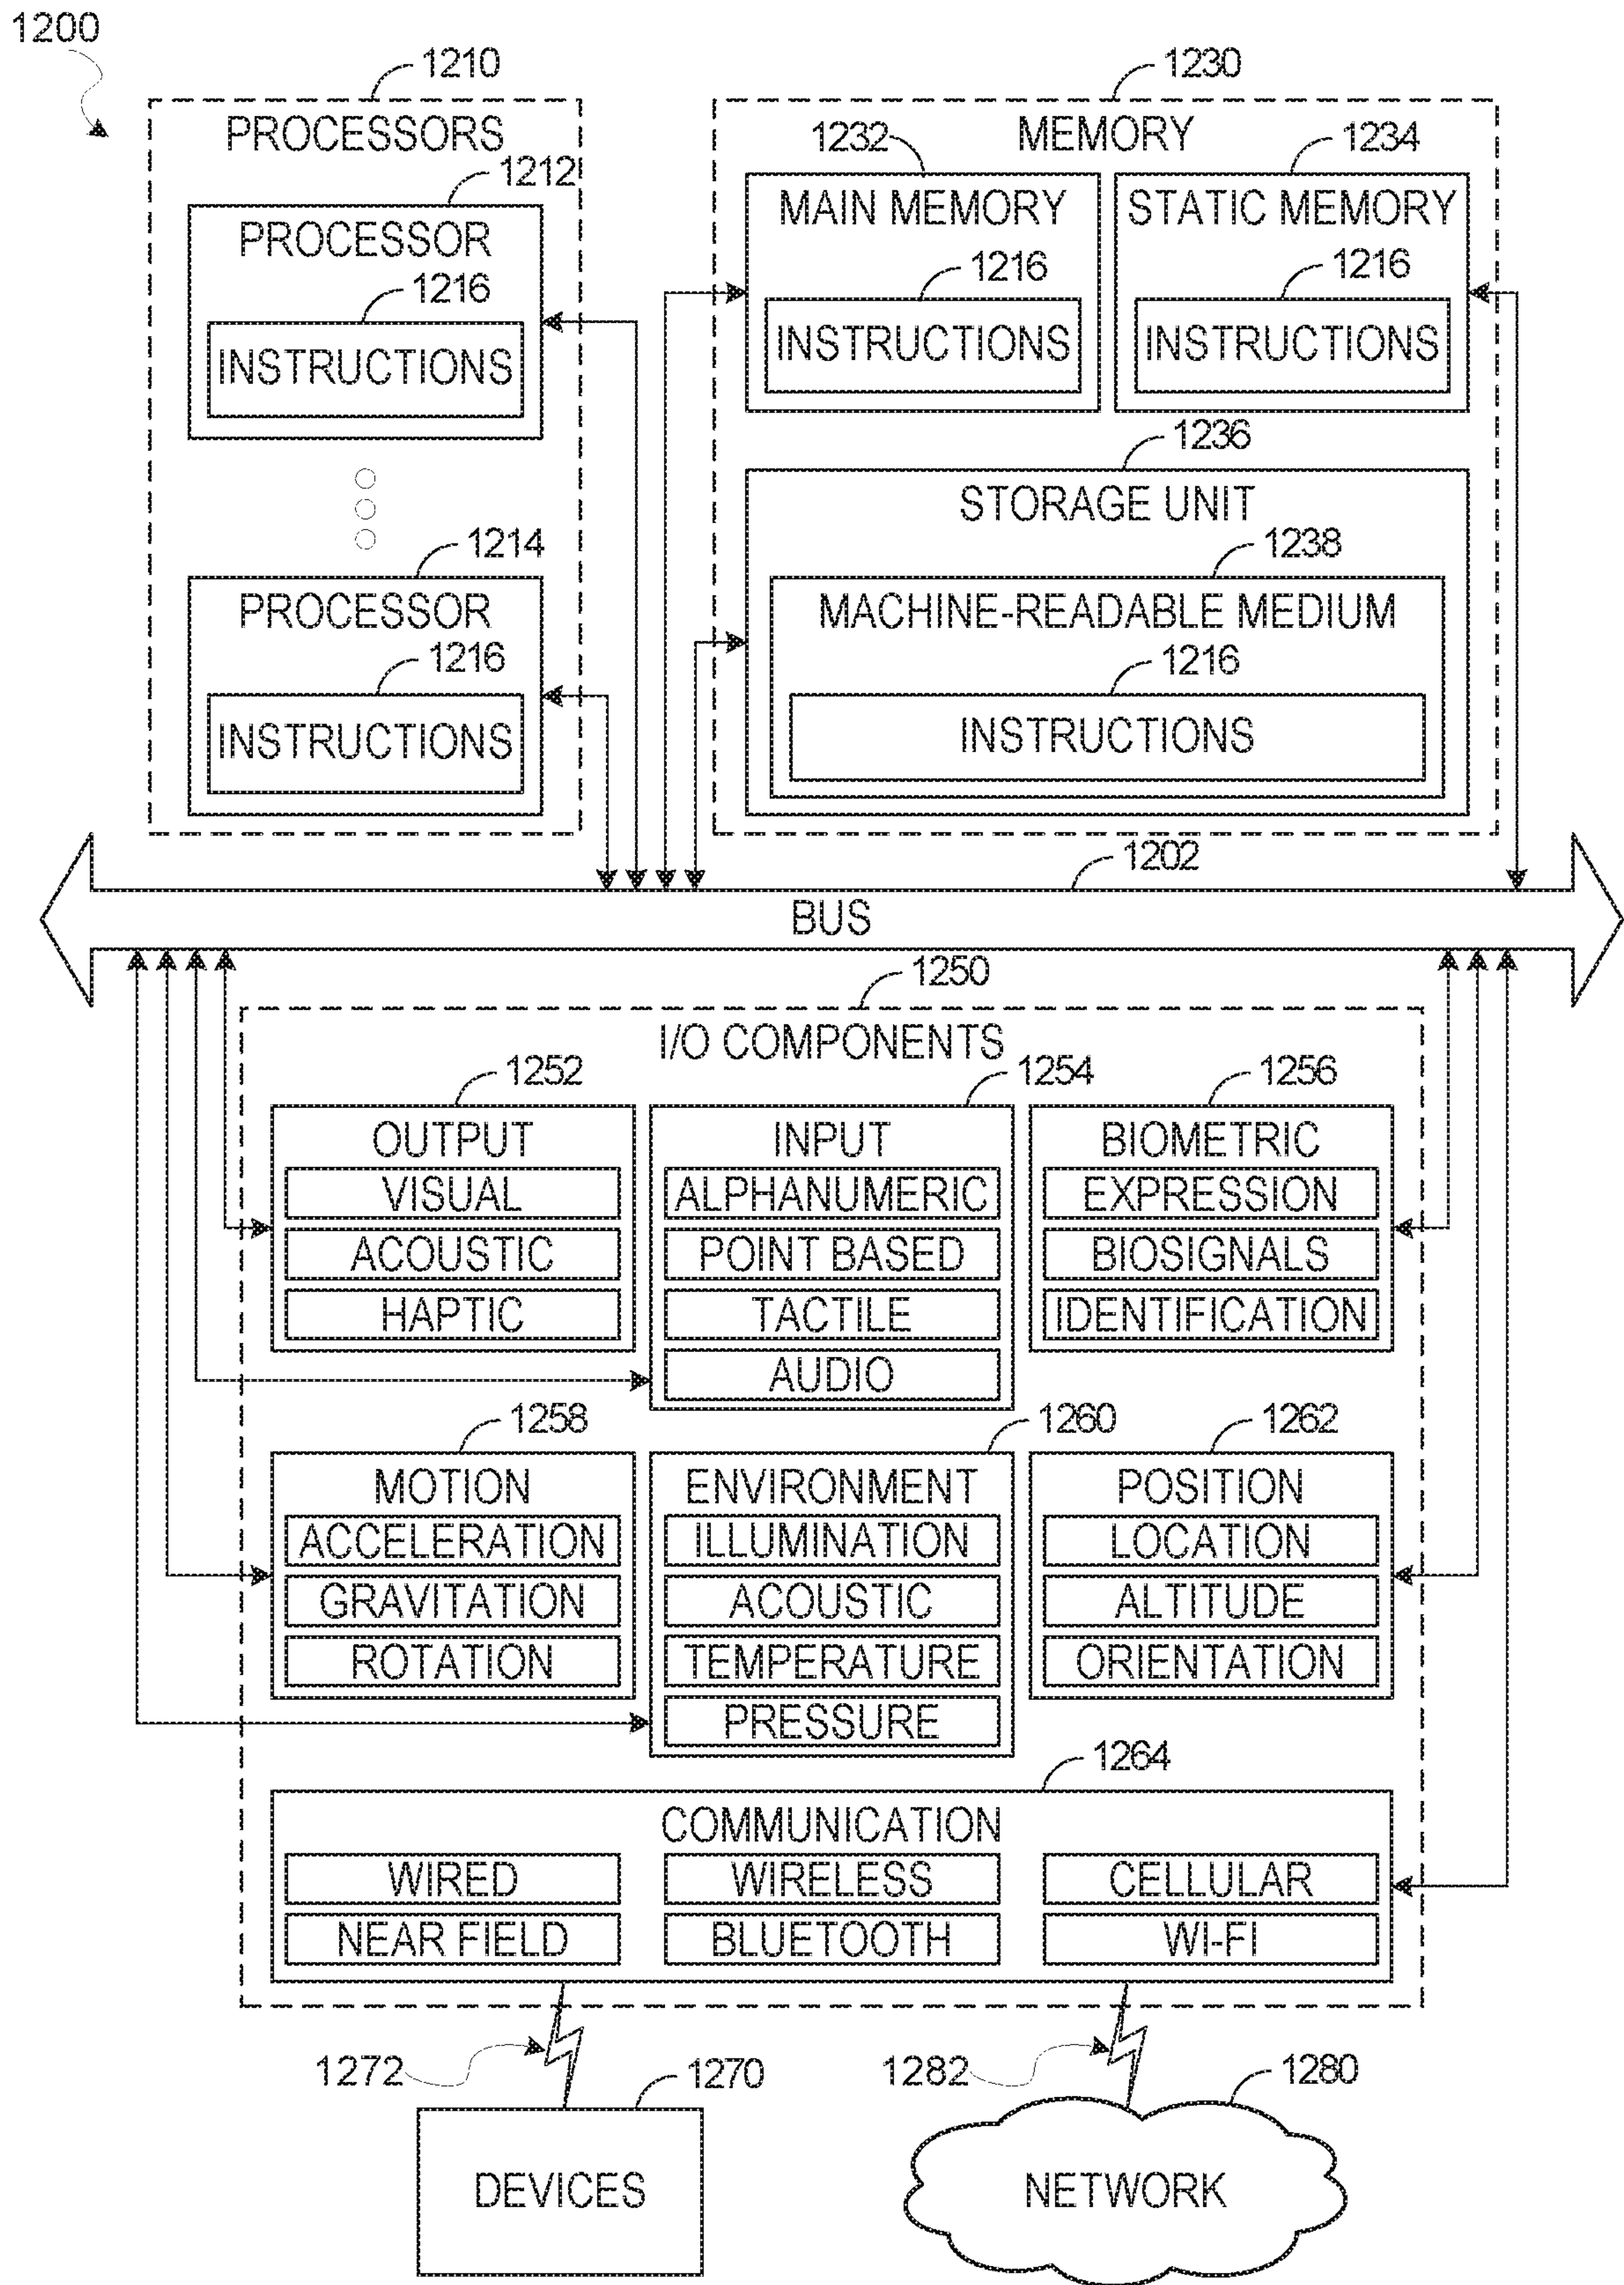 1200
1210
PROCESSORS
1212
PROCESSOR
1216
INSTRUCTIONS
1214
PROCESSOR
1216
INSTRUCTIONS
1230
MEMORY
1232
MAIN MEMORY
1216
INSTRUCTIONS
1234
STATIC MEMORY
1216
INSTRUCTIONS
1236
STORAGE UNIT
1238
MACHINE-READABLE MEDIUM
1216
INSTRUCTIONS
1202
BUS
1250
I/O COMPONENTS
1252
OUTPUT
VISUAL
ACOUSTIC
HAPTIC
1254
INPUT
ALPHANUMERIC
POINT BASED
TACTILE
AUDIO
1256
BIOMETRIC
EXPRESSION
BIOSIGNALS
IDENTIFICATION
1258
MOTION
ACCELERATION
GRAVITATION
ROTATION
1260
ENVIRONMENT
ILLUMINATION
ACOUSTIC
TEMPERATURE
PRESSURE
1262
POSITION
LOCATION
ALTITUDE
ORIENTATION
1264
COMMUNICATION
WIRED
WIRELESS
CELLULAR
NEAR FIELD
BLUETOOTH
WI-FI
1272
1270
DEVICES
1282
1280
NETWORK